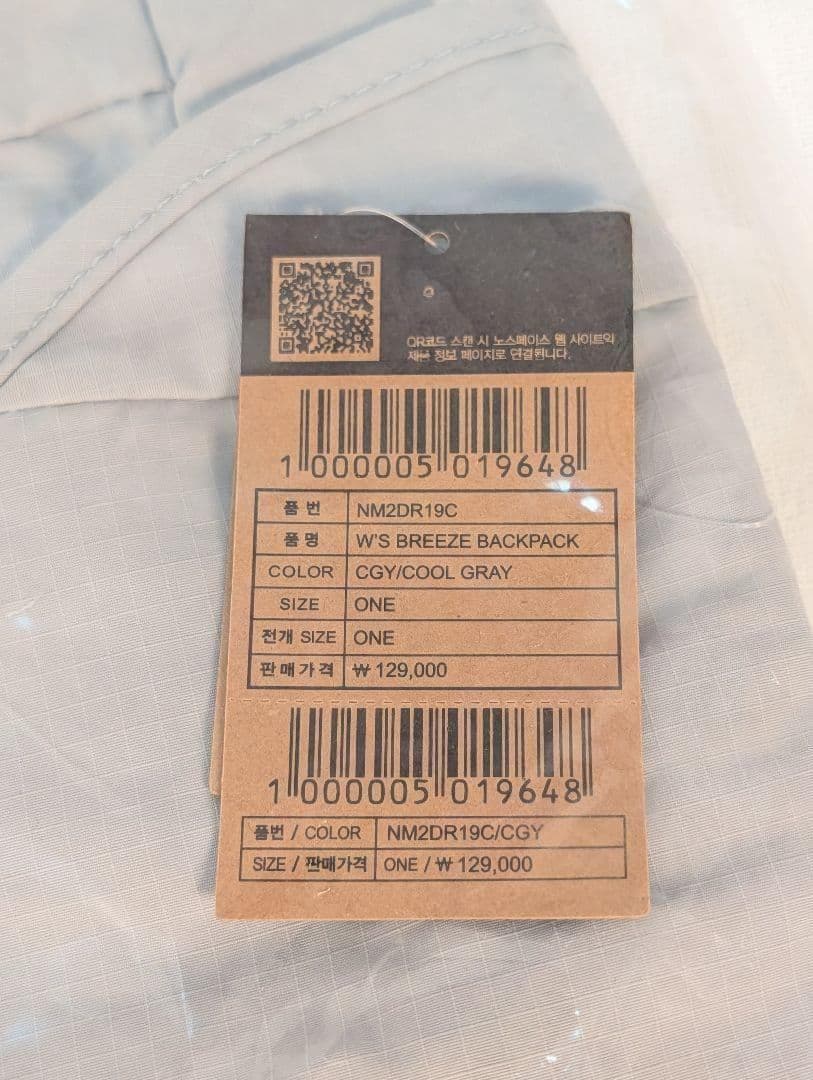 QR코드 스캔 시 노스페이스 웹 사이트의
제품 정보 페이지로 연결됩니다.
1 000005 019648
품 번 NM2DR19C
품 명 W'S BREEZE BACKPACK
COLOR CGY/COOL GRAY
SIZE ONE
전개 SIZE ONE
판매가격 ₩ 129,000
1 000005 019648
품번 / COLOR NM2DR19C/CGY
SIZE / 판매가격 ONE / ₩ 129,000